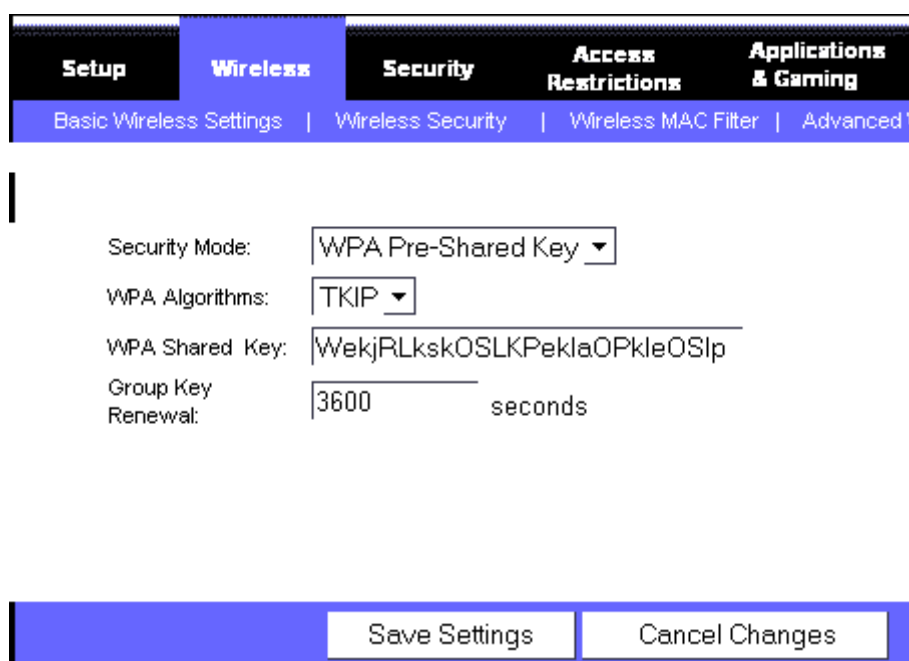 Setup Wireless Security Access Restrictions Applications & Gaming
Basic Wireless Settings | Wireless Security | Wireless MAC Filter | Advanced
Security Mode: WPA Pre-Shared Key
WPA Algorithms: TKIP
WPA Shared Key: WekjRLkskOSLKPeklaOPkleOSlp
Group Key Renewal: 3600 seconds
Save Settings Cancel Changes